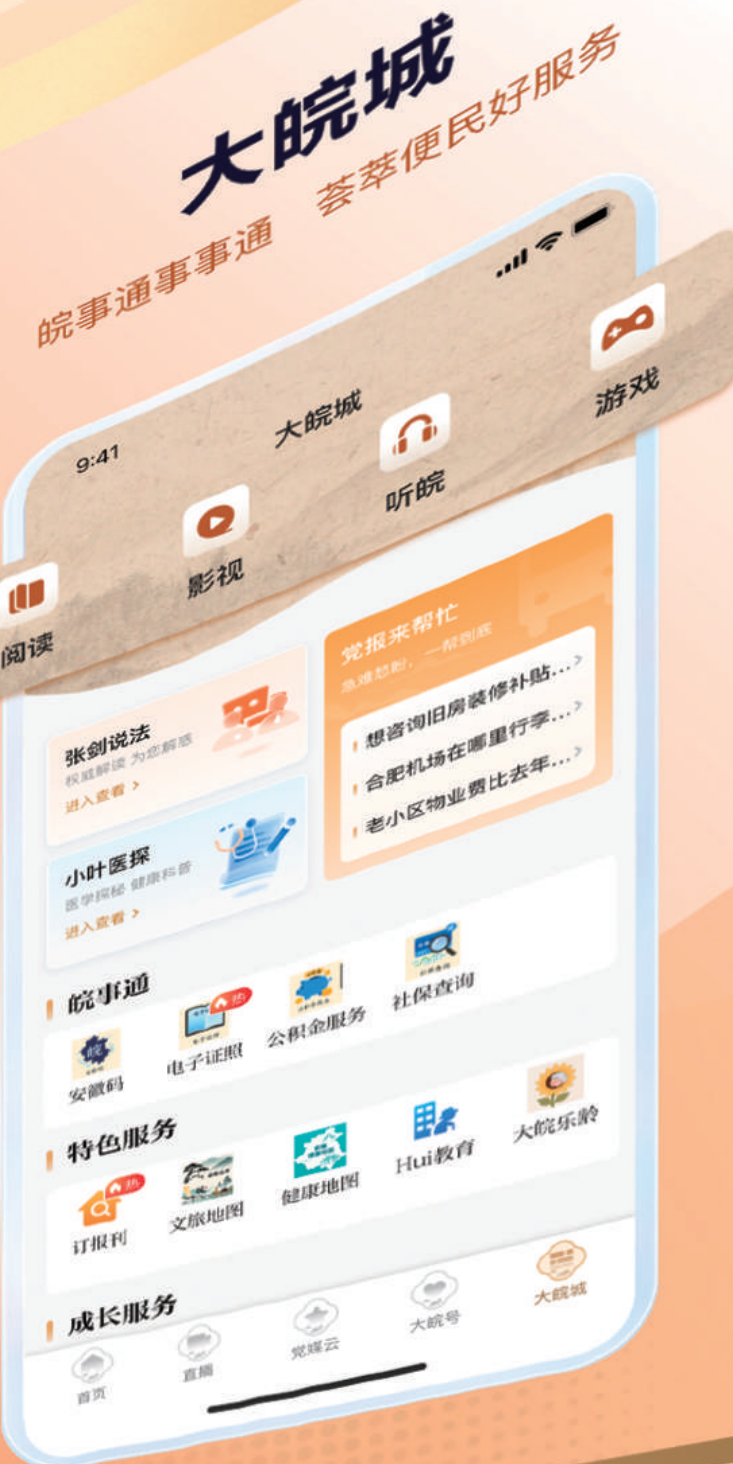 大皖城
皖事通事事通 荟萃便民好服务
9:41
大皖城
阅读
影视
听皖
游戏
张剑说法
权威解读 为您解惑
进入查看 >
小叶医探
医学探秘 健康科普
进入查看 >
党报来帮忙
急难愁盼，一帮到底
想咨询旧房装修补贴... >
合肥机场在哪里行李... >
老小区物业费比去年... >
皖事通
安徽码
电子证照
热
公积金服务
社保查询
特色服务
订报刊
热
文旅地图
健康地图
Hui教育
大皖乐龄
成长服务
首页
直播
党媒云
大皖号
大皖城